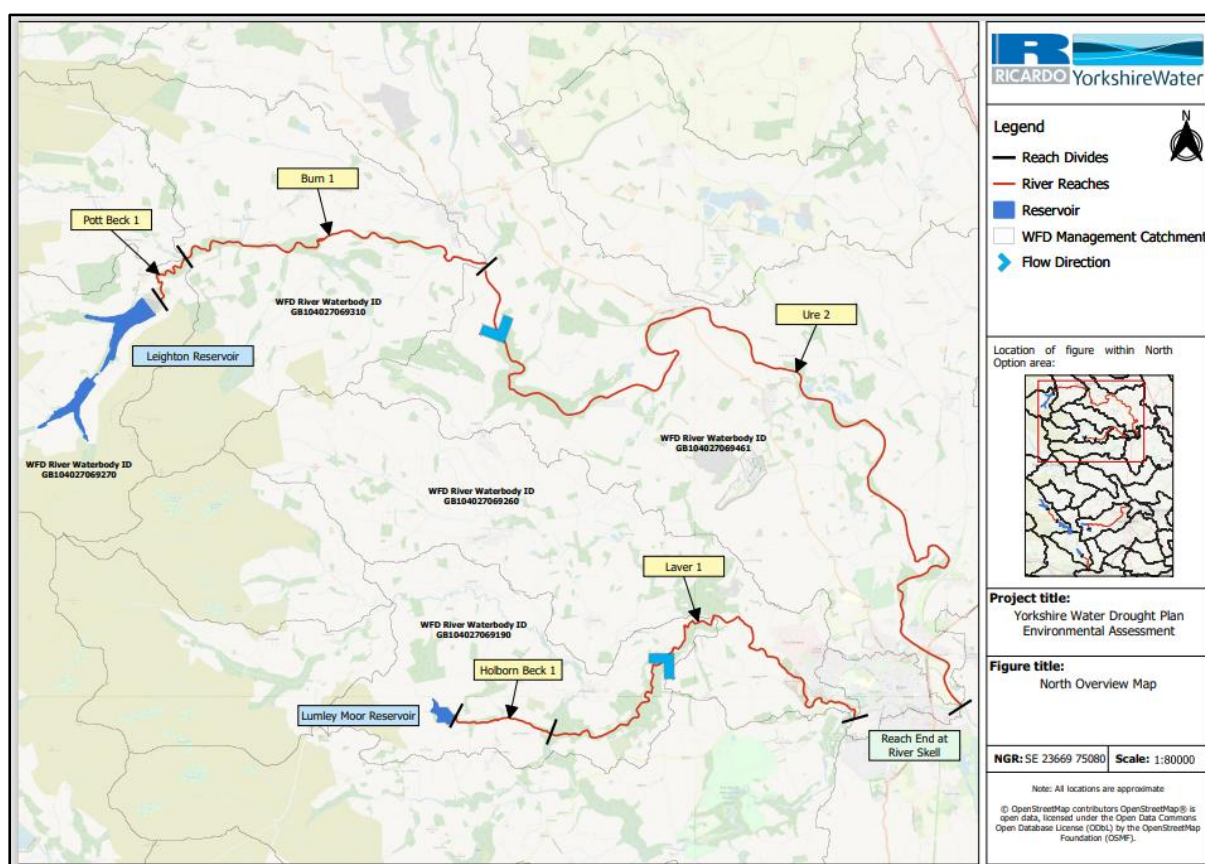 Burn 1
Pott Beck 1
WFD River Waterbody ID
GB104027069310
Ure 2
Leighton Reservoir
WFD River Waterbody ID
GB104027069461
WFD River Waterbody ID
GB104027069270
WFD River Waterbody ID
GB104027069260
Laver 1
WFD River Waterbody ID
GB104027069190
Holborn Beck 1
Lumley Moor Reservoir
Reach End at
River Skell
R
RICARDO
YorkshireWater
Legend
N
Reach Divides
River Reaches
Reservoir
WFD Management Catchment
Flow Direction
Location of figure within North
Option area:
Project title:
Yorkshire Water Drought Plan
Environmental Assessment
Figure title:
North Overview Map
NGR: SE 23669 75080
Scale: 1:80000
Note: All locations are approximate
© OpenStreetMap contributors OpenStreetMap® is
open data, licensed under the Open Data Commons
Open Database License (ODbL) by the OpenStreetMap
Foundation (OSMF).